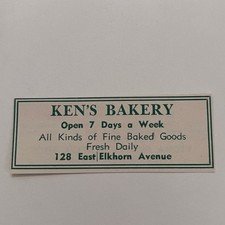 KEN'S BAKERY
Open 7 Days a Week
All Kinds of Fine Baked Goods
Fresh Daily
128 East Elkhorn Avenue